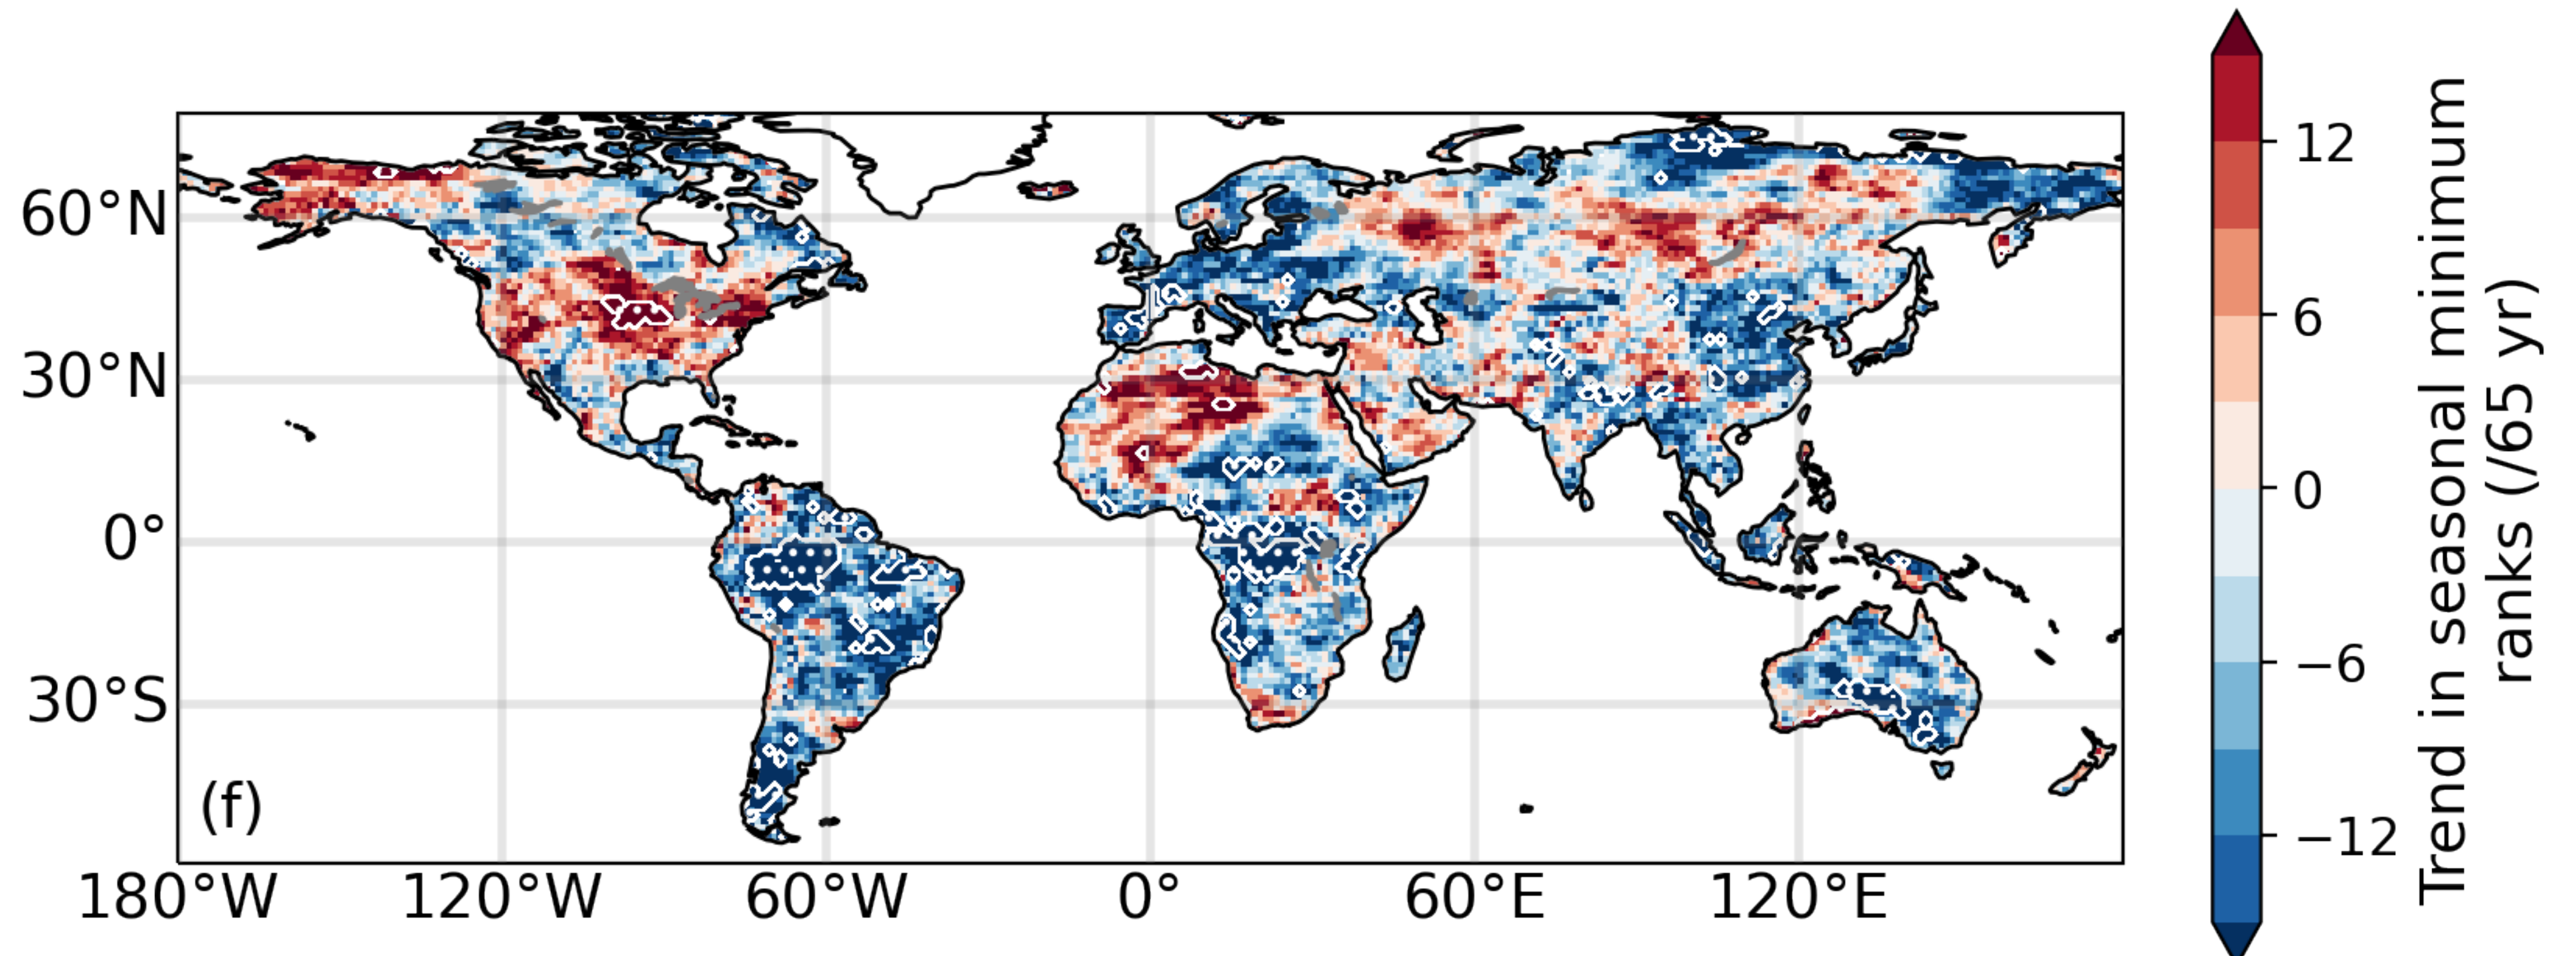 60°N
30°N
0°
30°S
(f)
180°W 120°W 60°W 0° 60°E 120°E
12
6
0
−6
−12
Trend in seasonal minimum
ranks (/65 yr)